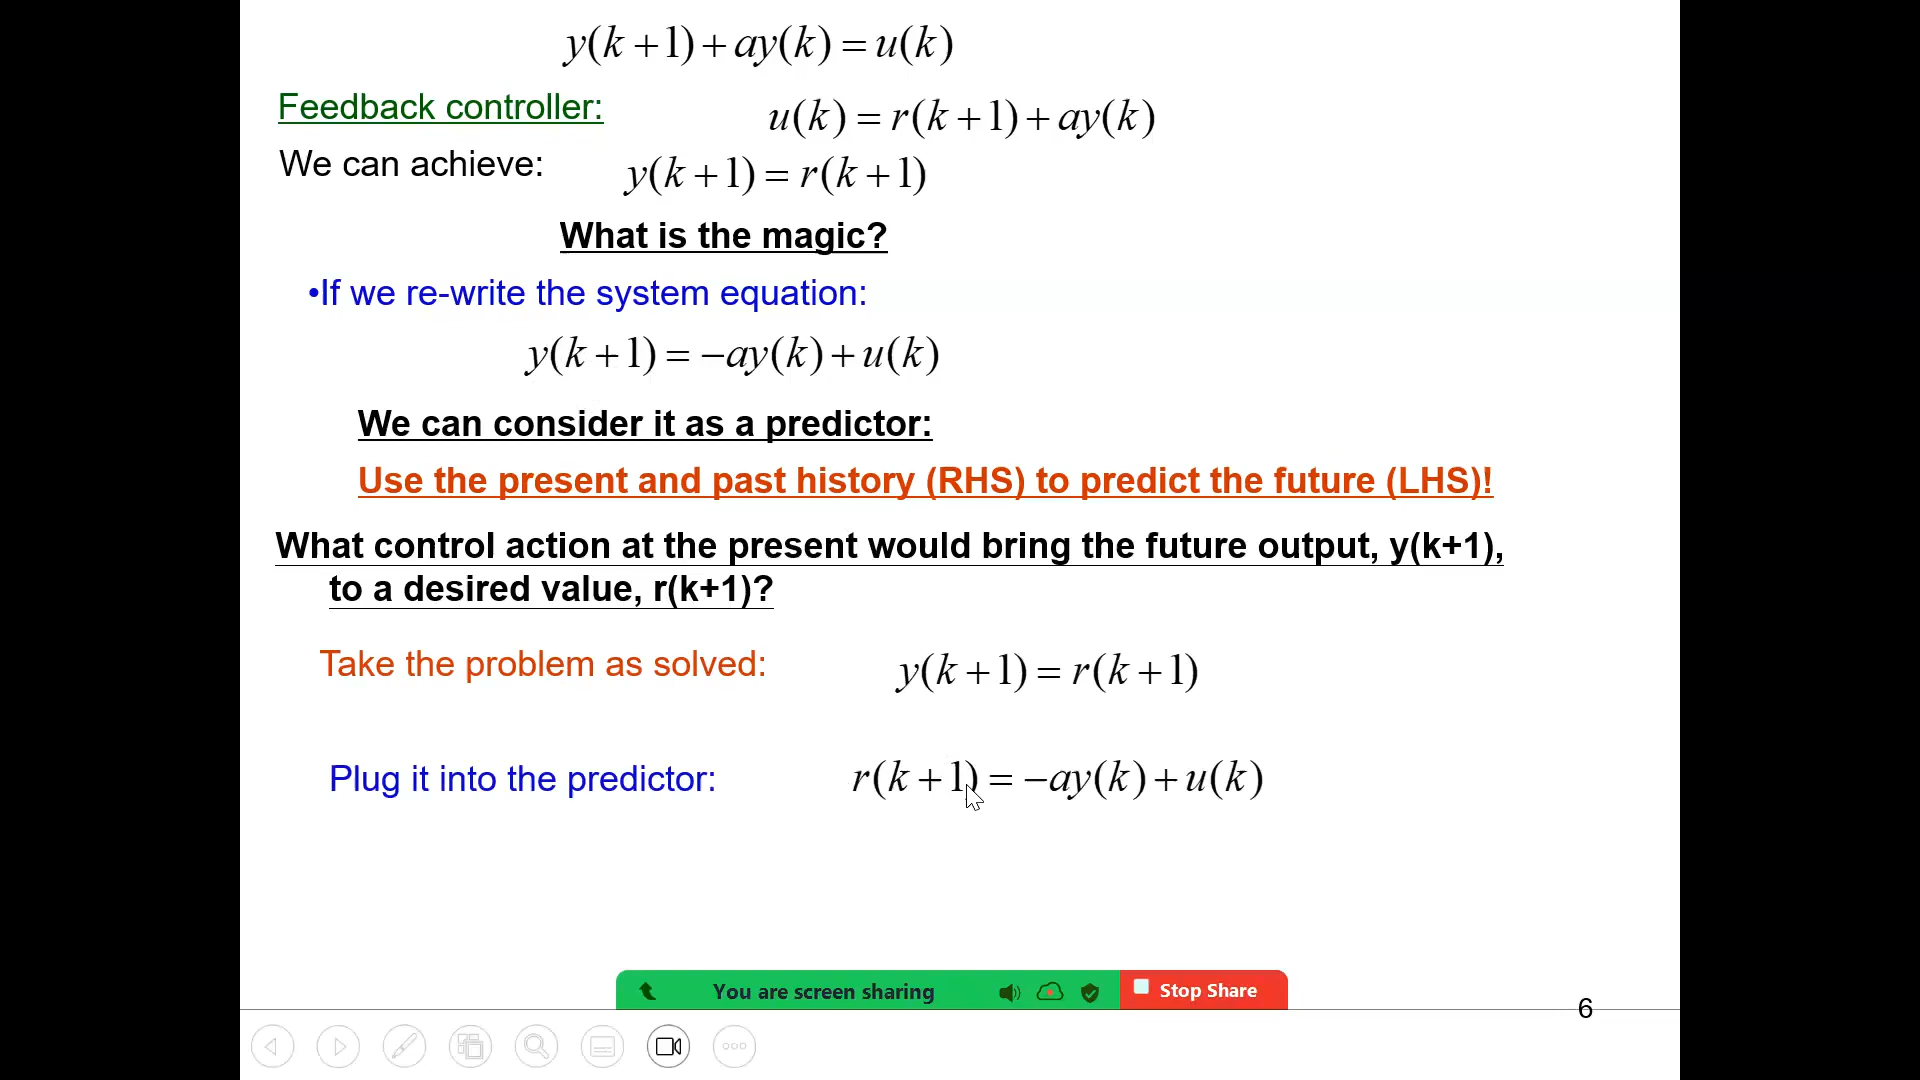 y(k+1)+ay(k)=u(k)
Feedback controller:
u(k)=r(k+1)+ay(k)
We can achieve:
y(k+1)=r(k+1)
What is the magic?
•If we re-write the system equation:
y(k+1)=−ay(k)+u(k)
We can consider it as a predictor:
Use the present and past history (RHS) to predict the future (LHS)!
What control action at the present would bring the future output, y(k+1),
to a desired value, r(k+1)?
Take the problem as solved:
y(k+1)=r(k+1)
Plug it into the predictor:
r(k+1)=−ay(k)+u(k)
You are screen sharing
Stop Share
6